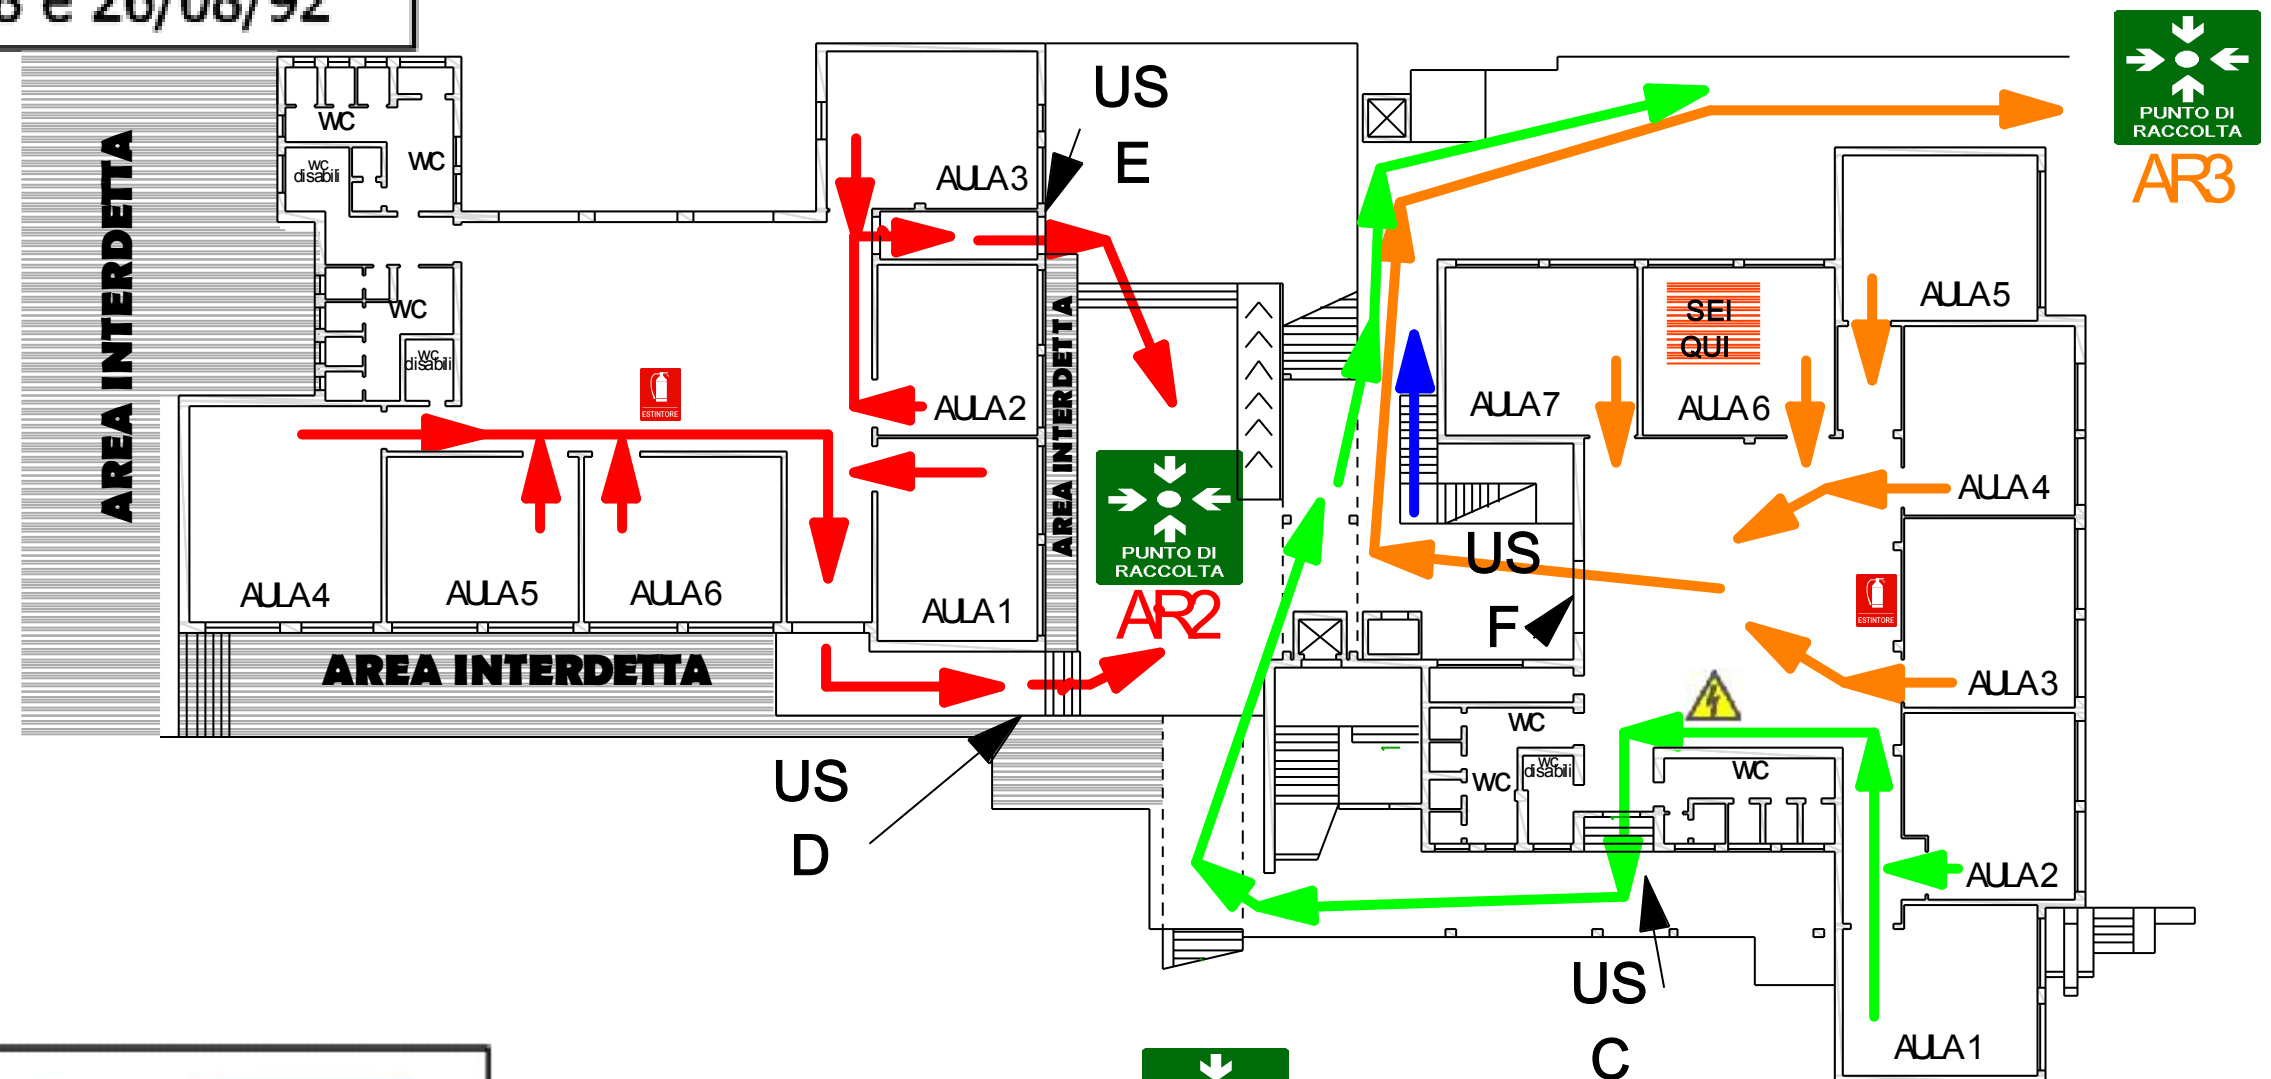 e 26/08/92
PUNTO DI
RACCOLTA
AR3
US
E
WC
WC
wc
disabili
AULA 3
AREA INTERDETTA
WC
wc
disabili
ESTINTORE
AULA 2
AREA INTERDETTA
AULA 5
SEI
QUI
AULA 7
AULA 6
AULA 4
PUNTO DI
RACCOLTA
AR2
US
F
ESTINTORE
AULA 4
AULA 5
AULA 6
AULA 1
AREA INTERDETTA
AULA 3
US
D
WC
WC
wc
disabili
WC
1
AULA 2
US
C
AULA 1